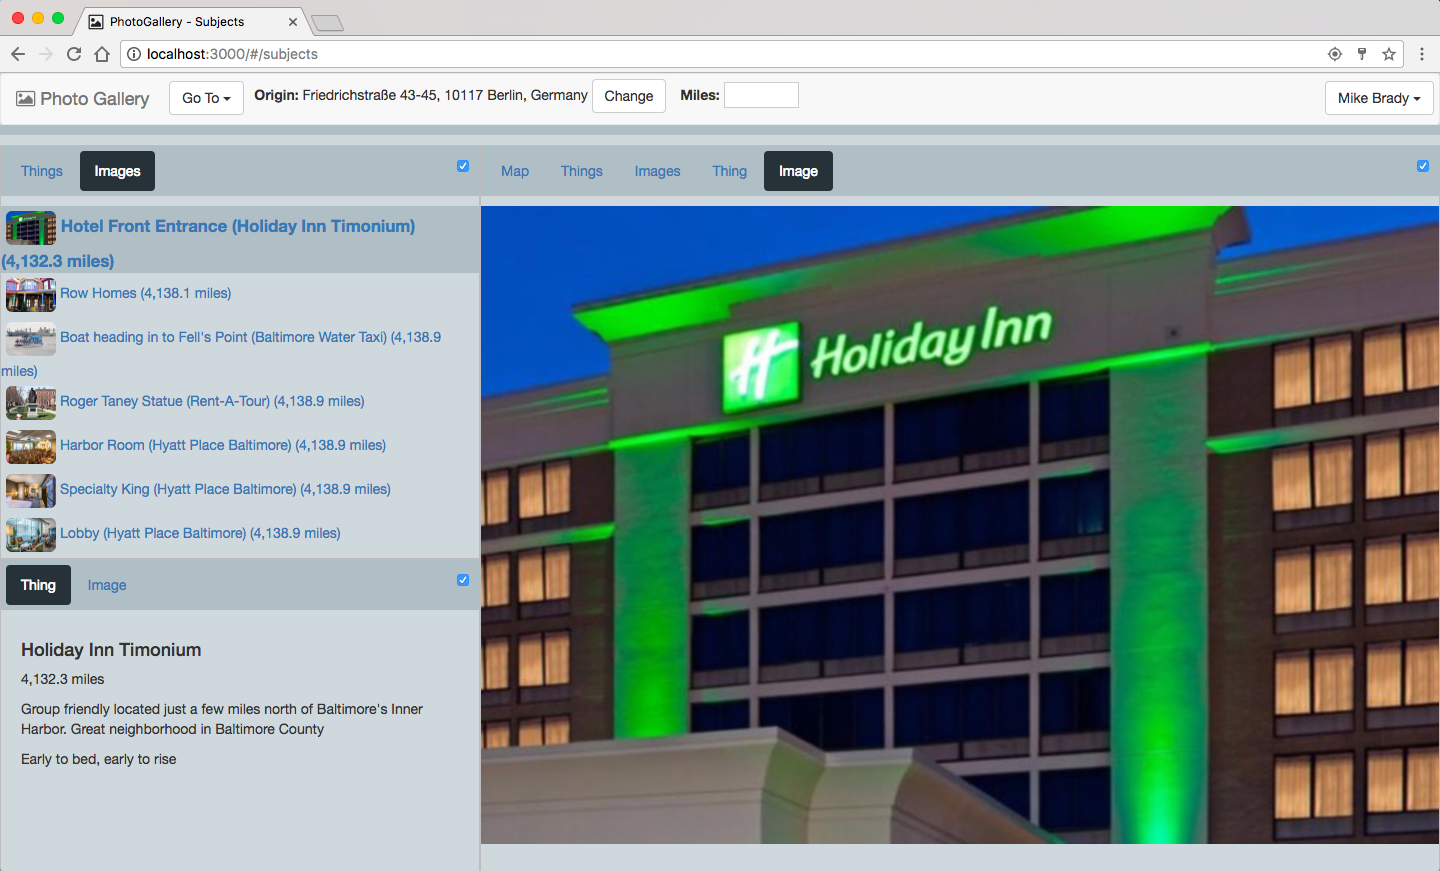 PhotoGallery - Subjects
localhost:3000/#/subjects
Photo Gallery
Go To
Origin: Friedrichstraße 43-45, 10117 Berlin, Germany
Change
Miles:
Mike Brady
Things
Images
Map
Things
Images
Thing
Image
Hotel Front Entrance (Holiday Inn Timonium)
(4,132.3 miles)
Row Homes (4,138.1 miles)
Boat heading in to Fell's Point (Baltimore Water Taxi) (4,138.9
miles)
Roger Taney Statue (Rent-A-Tour) (4,138.9 miles)
Harbor Room (Hyatt Place Baltimore) (4,138.9 miles)
Specialty King (Hyatt Place Baltimore) (4,138.9 miles)
Lobby (Hyatt Place Baltimore) (4,138.9 miles)
Thing
Image
Holiday Inn Timonium
4,132.3 miles
Group friendly located just a few miles north of Baltimore's Inner
Harbor. Great neighborhood in Baltimore County
Early to bed, early to rise
H Holiday Inn